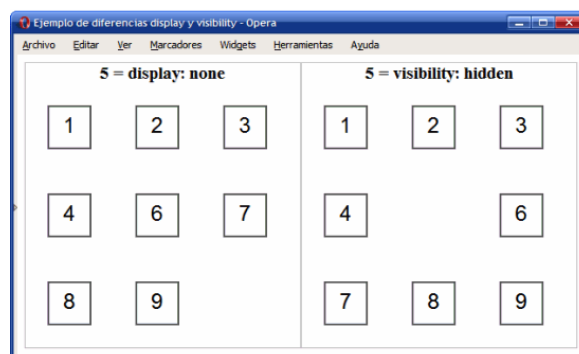 Ejemplo de diferencias display y visibility - Opera
Archivo Editar Ver Marcadores Widgets Herramientas Ayuda
5 = display: none
1 2 3
4 6 7
8 9
5 = visibility: hidden
1 2 3
4 6
7 8 9